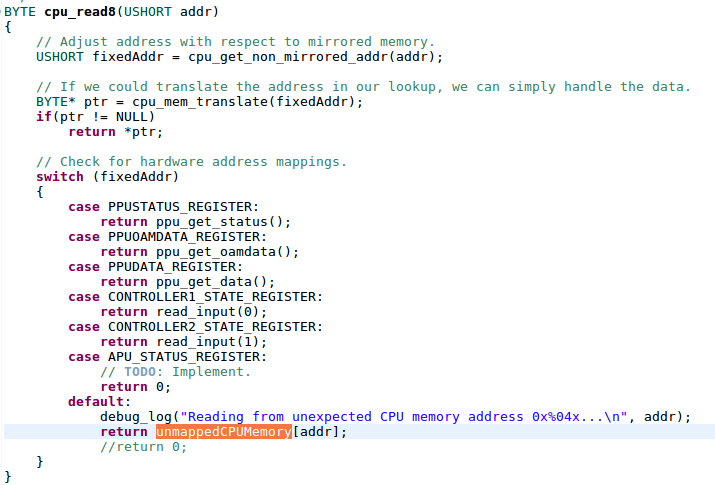 BYTE cpu_read8(USHORT addr)
{
    // Adjust address with respect to mirrored memory.
    USHORT fixedAddr = cpu_get_non_mirrored_addr(addr);

    // If we could translate the address in our lookup, we can simply handle the data.
    BYTE* ptr = cpu_mem_translate(fixedAddr);
    if(ptr != NULL)
        return *ptr;

    // Check for hardware address mappings.
    switch (fixedAddr)
    {
        case PPUSTATUS_REGISTER:
            return ppu_get_status();
        case PPUOAMDATA_REGISTER:
            return ppu_get_oamdata();
        case PPUDATA_REGISTER:
            return ppu_get_data();
        case CONTROLLER1_STATE_REGISTER:
            return read_input(0);
        case CONTROLLER2_STATE_REGISTER:
            return read_input(1);
        case APU_STATUS_REGISTER:
            // TODO: Implement.
            return 0;
        default:
            debug_log("Reading from unexpected CPU memory address 0x%04x...\n", addr);
            return unmappedCPUMemory[addr];
            //return 0;
    }
}